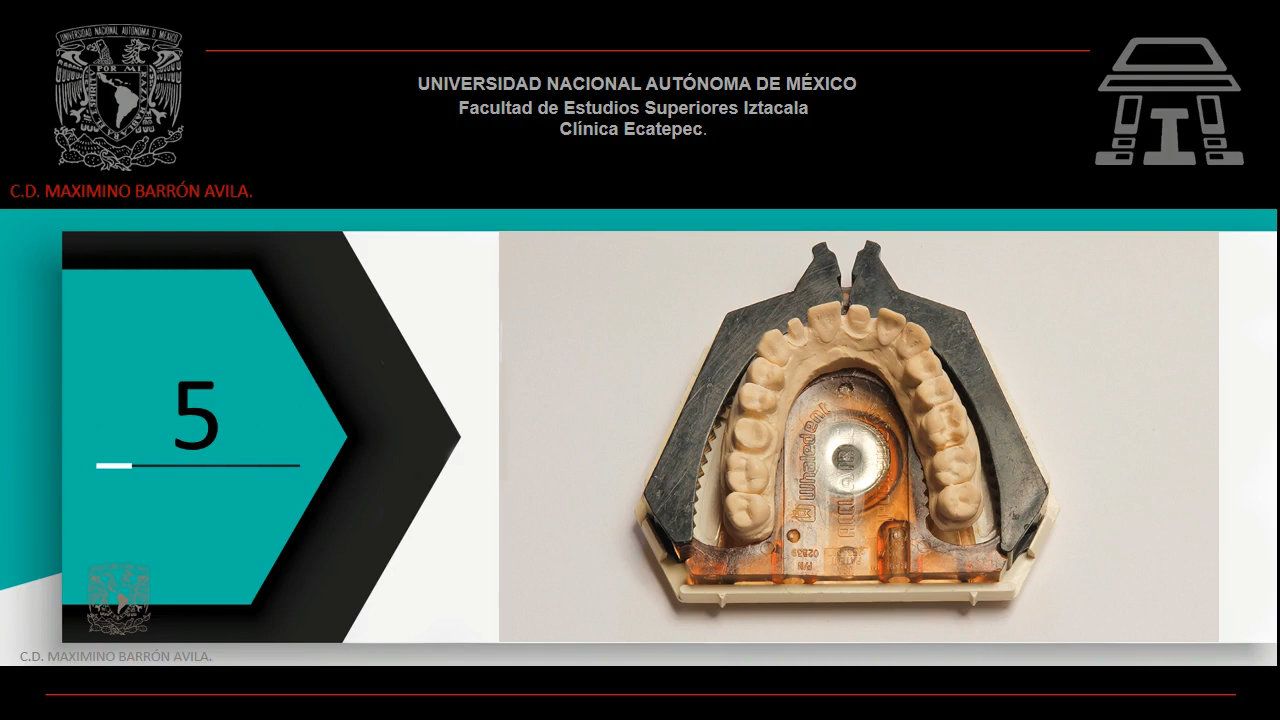 UNIVERSIDAD NACIONAL AUTÓNOMA DE MÉXICO
Facultad de Estudios Superiores Iztacala
Clínica Ecatepec.
C.D. MAXIMINO BARRÓN AVILA.
5
Whaledent
02839
P/N
C.D. MAXIMINO BARRÓN AVILA.